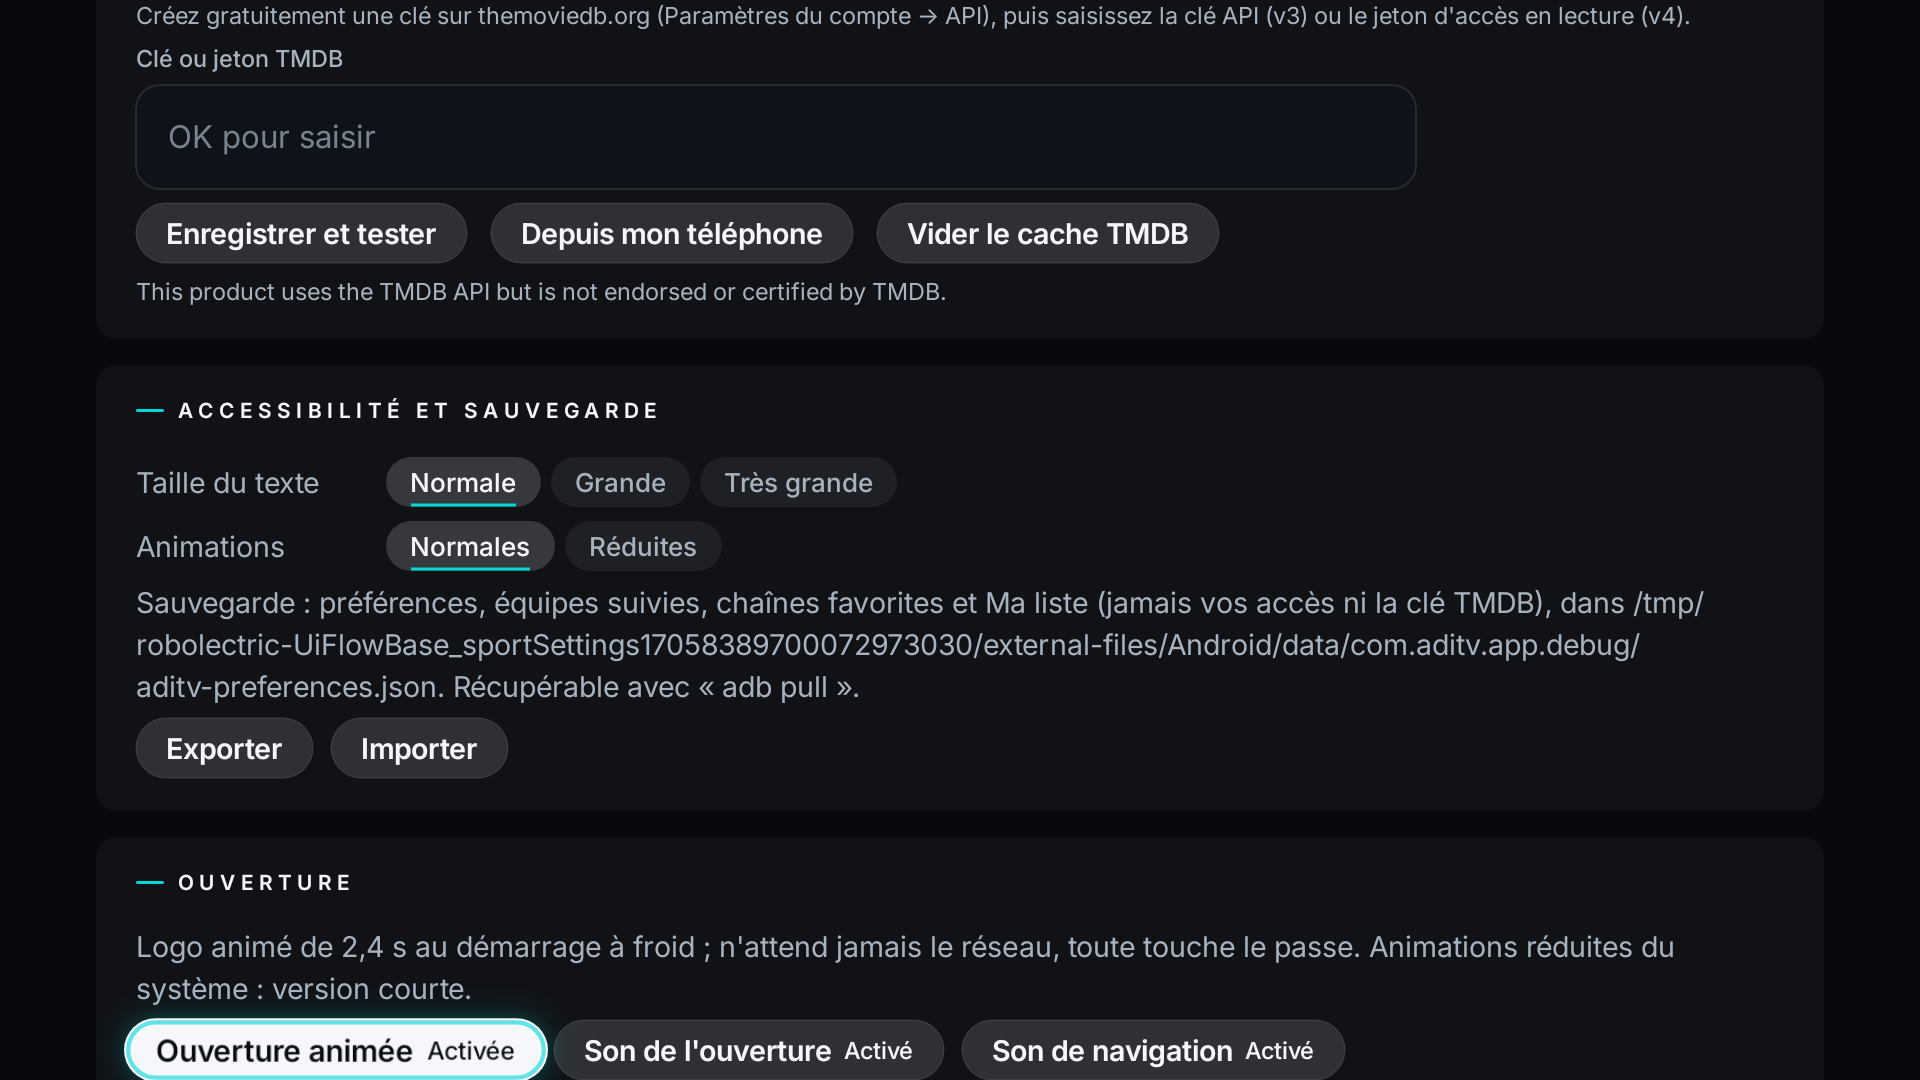 Créez gratuitement une clé sur themoviedb.org (Paramètres du compte → API), puis saisissez la clé API (v3) ou le jeton d'accès en lecture (v4).
Clé ou jeton TMDB
OK pour saisir
Enregistrer et tester Depuis mon téléphone Vider le cache TMDB
This product uses the TMDB API but is not endorsed or certified by TMDB.
ACCESSIBILITÉ ET SAUVEGARDE
Taille du texte Normale Grande Très grande
Animations Normales Réduites
Sauvegarde : préférences, équipes suivies, chaînes favorites et Ma liste (jamais vos accès ni la clé TMDB), dans /tmp/
robolectric-UiFlowBase_sportSettings17058389700072973030/external-files/Android/data/com.aditv.app.debug/
aditv-preferences.json. Récupérable avec « adb pull ».
Exporter Importer
OUVERTURE
Logo animé de 2,4 s au démarrage à froid ; n'attend jamais le réseau, toute touche le passe. Animations réduites du
système : version courte.
Ouverture animée Activée Son de l'ouverture Activé Son de navigation Activé